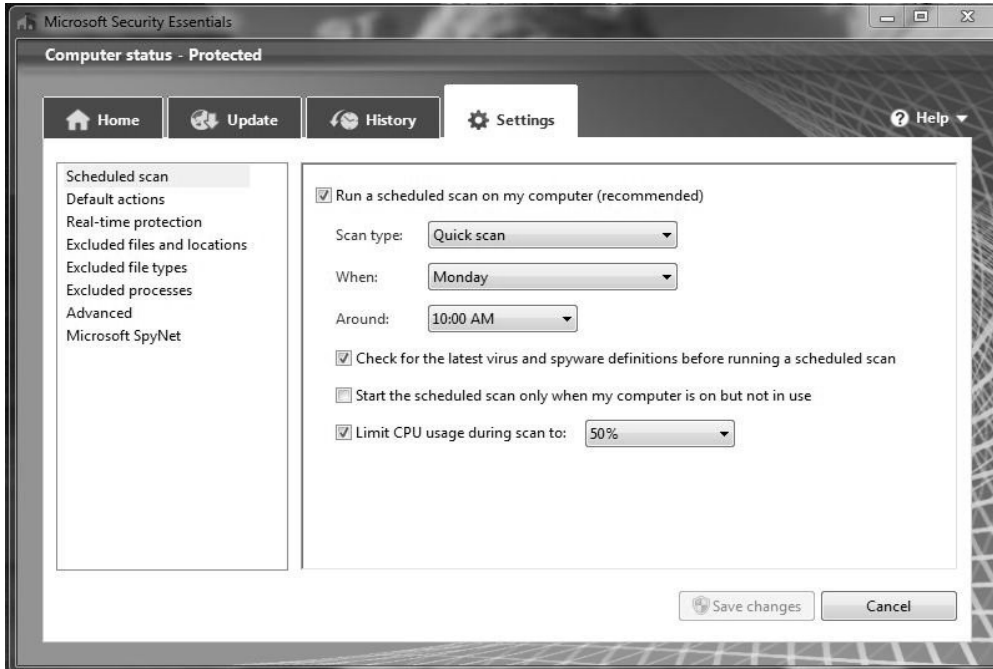 Microsoft Security Essentials
Computer status - Protected
Home
Update
History
Settings
Help
Scheduled scan
Default actions
Real-time protection
Excluded files and locations
Excluded file types
Excluded processes
Advanced
Microsoft SpyNet
Run a scheduled scan on my computer (recommended)
Scan type: Quick scan
When: Monday
Around: 10:00 AM
Check for the latest virus and spyware definitions before running a scheduled scan
Start the scheduled scan only when my computer is on but not in use
Limit CPU usage during scan to: 50%
Save changes
Cancel